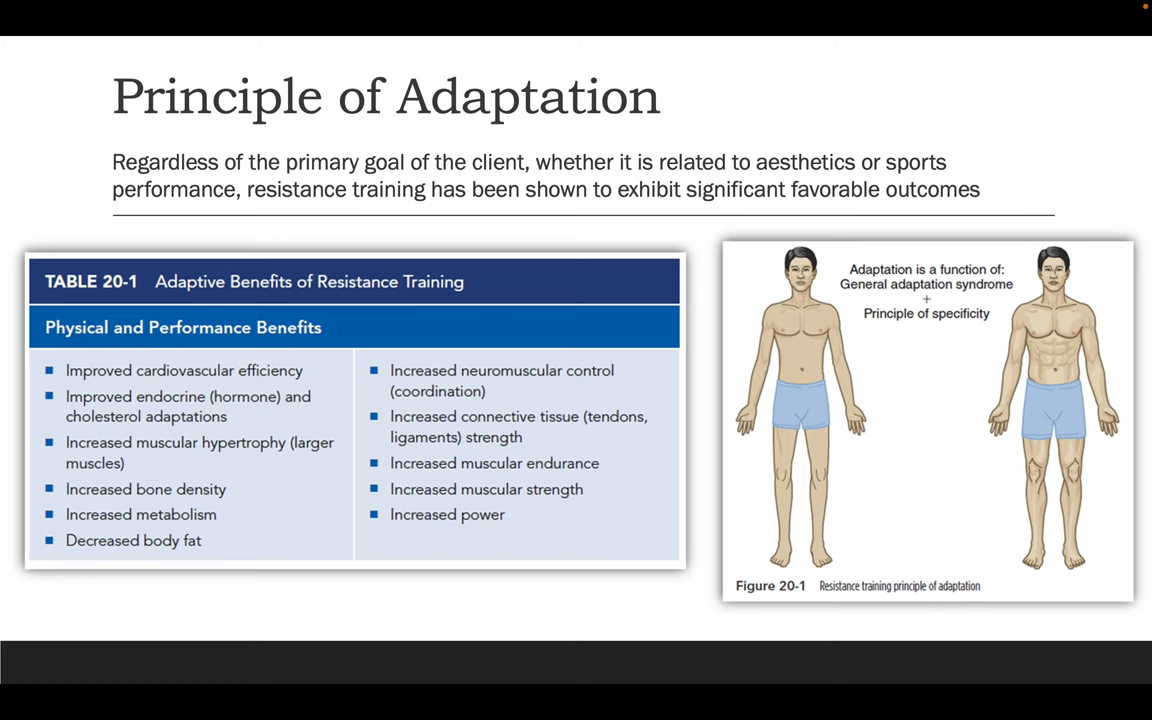 Principle of Adaptation
Regardless of the primary goal of the client, whether it is related to aesthetics or sports
performance, resistance training has been shown to exhibit significant favorable outcomes
TABLE 20-1 Adaptive Benefits of Resistance Training
Physical and Performance Benefits
■ Improved cardiovascular efficiency
■ Improved endocrine (hormone) and
cholesterol adaptations
■ Increased muscular hypertrophy (larger
muscles)
■ Increased bone density
■ Increased metabolism
■ Decreased body fat
■ Increased neuromuscular control
(coordination)
■ Increased connective tissue (tendons,
ligaments) strength
■ Increased muscular endurance
■ Increased muscular strength
■ Increased power
Adaptation is a function of:
General adaptation syndrome
+
Principle of specificity
Figure 20-1 Resistance training principle of adaptation